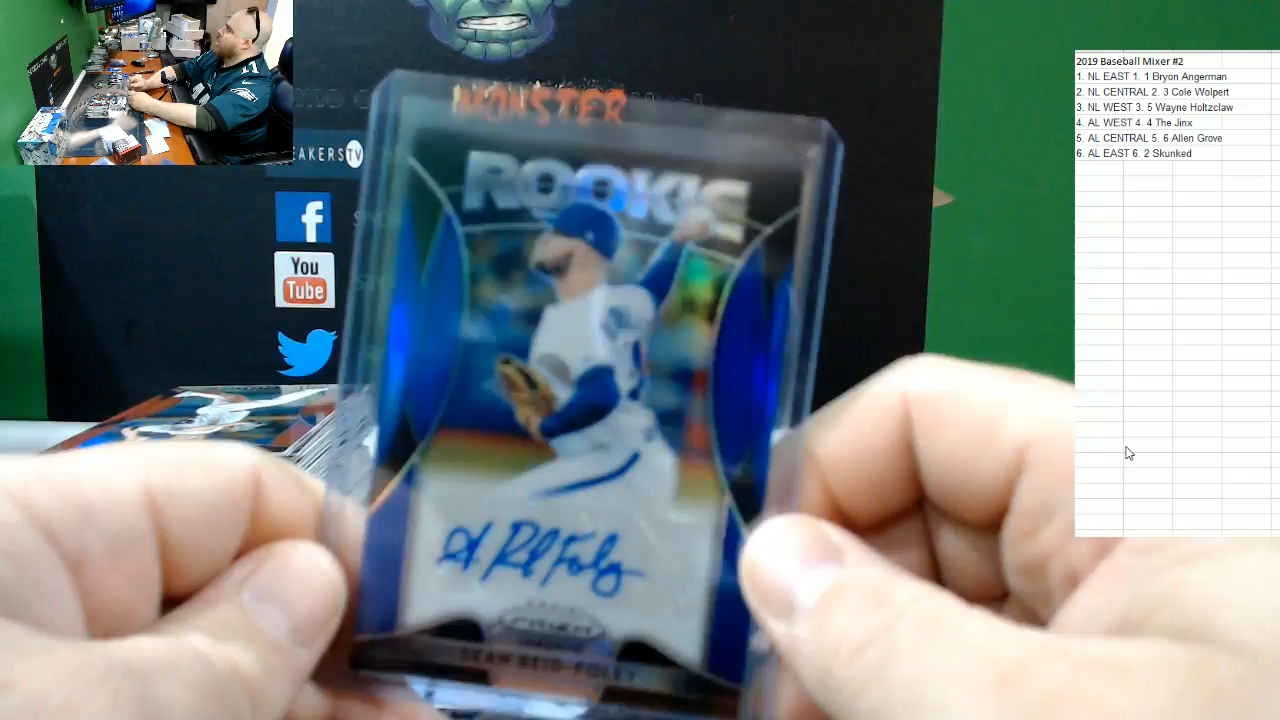 MONSTER
EAKERSTV
You
Tube
ROOKIE
PRIZM
SEAN REID-FOLEY
2019 Baseball Mixer #2
1. NL EAST 1. 1 Bryon Angerman
2. NL CENTRAL 2. 3 Cole Wolpert
3. NL WEST 3. 5 Wayne Holtzclaw
4. AL WEST 4. 4 The Jinx
5. AL CENTRAL 5. 6 Allen Grove
6. AL EAST 6. 2 Skunked